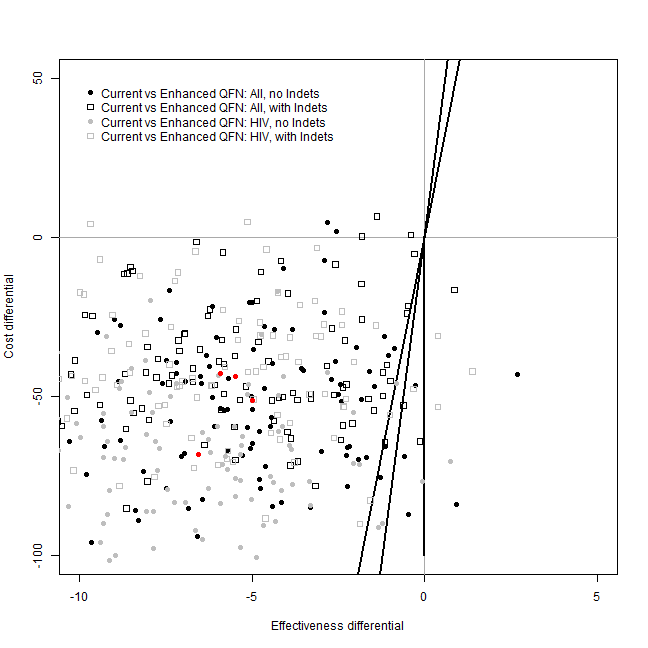 Current vs Enhanced QFN: All, no Indets
Current vs Enhanced QFN: All, with Indets
Current vs Enhanced QFN: HIV, no Indets
Current vs Enhanced QFN: HIV, with Indets
50
0
-50
-100
Cost differential
-10 -5 0 5
Effectiveness differential